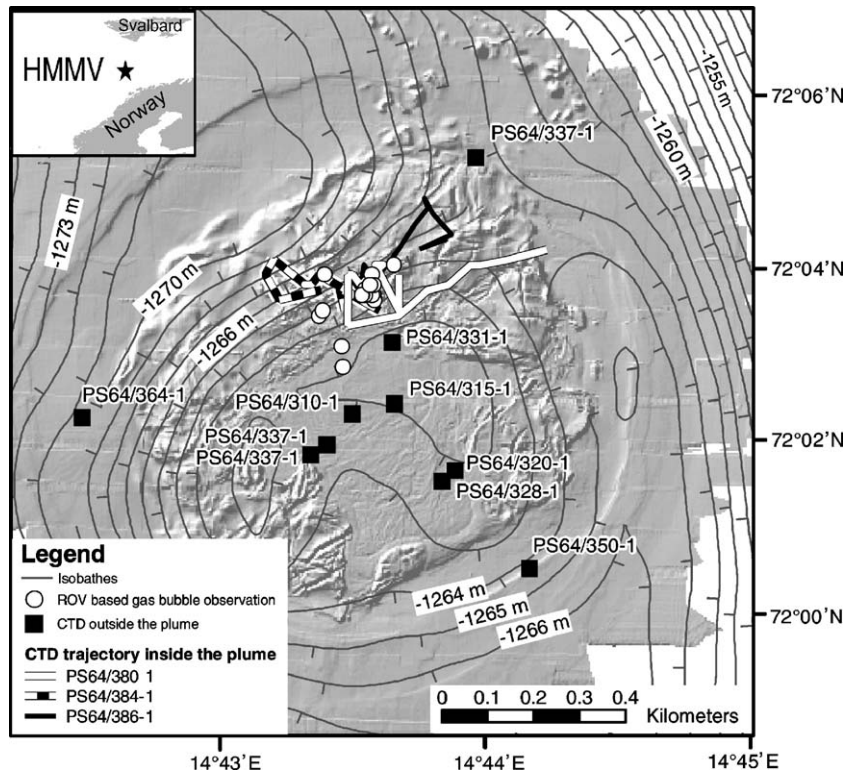 Svalbard
HMMV
Norway
-1255 m
72°06'N
-1260 m
PS64/337-1
-1273 m
-1270 m
72°04'N
-1266 m
PS64/331-1
PS64/364-1
PS64/315-1
PS64/310-1
PS64/337-1
72°02'N
PS64/337-1
PS64/320-1
PS64/328-1
PS64/350-1
Legend
Isobathes
ROV based gas bubble observation
CTD outside the plume
CTD trajectory inside the plume
PS64/380 1
PS64/384-1
PS64/386-1
-1264 m
-1265 m
-1266 m
72°00'N
0 0.1 0.2 0.3 0.4
Kilometers
14°43'E
14°44'E
14°45'E